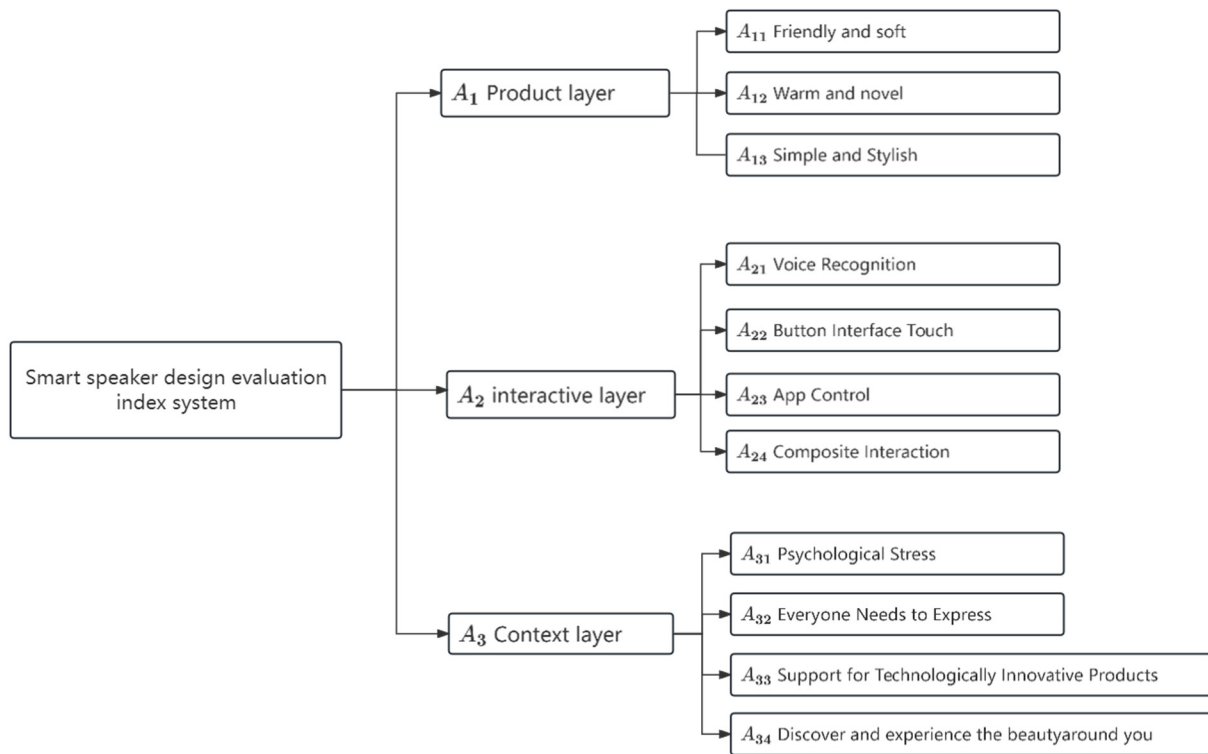 A₁₁ Friendly and soft
A₁ Product layer
A₁₂ Warm and novel
A₁₃ Simple and Stylish
A₂₁ Voice Recognition
A₂₂ Button Interface Touch
Smart speaker design evaluation
index system
A₂ interactive layer
A₂₃ App Control
A₂₄ Composite Interaction
A₃₁ Psychological Stress
A₃₂ Everyone Needs to Express
A₃ Context layer
A₃₃ Support for Technologically Innovative Products
A₃₄ Discover and experience the beautyaround you